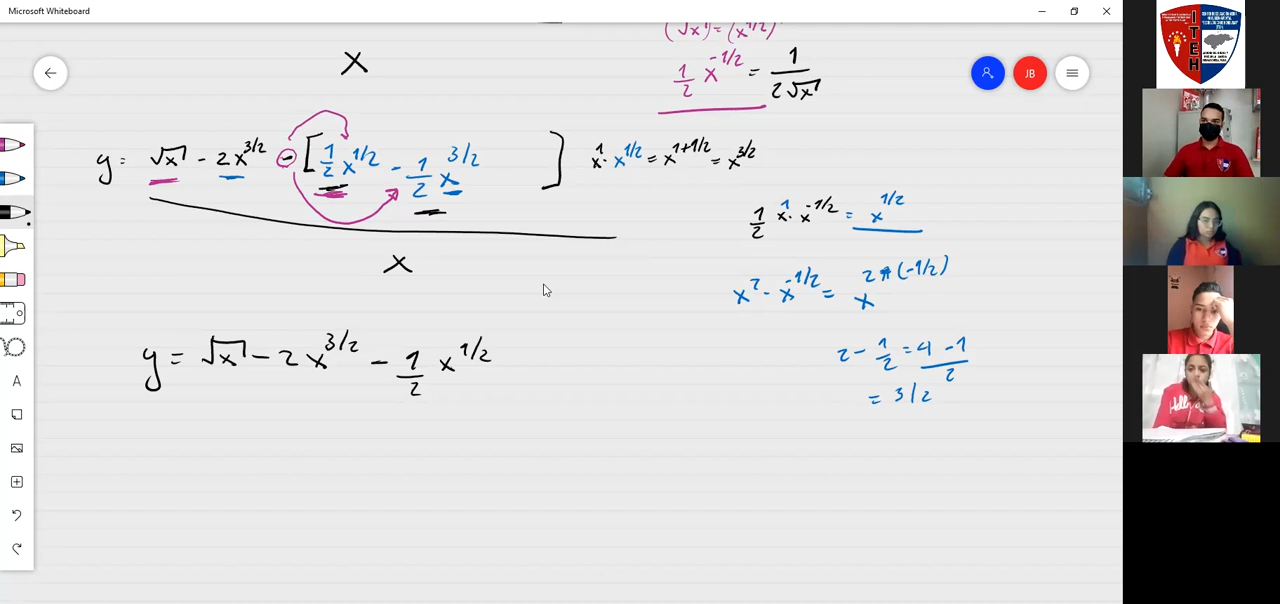 Microsoft Whiteboard
(√x) = (x^1/2)
x
1/2 x^-1/2 = 1/2√x
JB
ITEH
y = √x - 2x^3/2 - [1/2 x^1/2 - 1/2 x^3/2]
x
x^1 · x^1/2 = x^1+1/2 = x^3/2
1/2 x^1 · x^-1/2 = x^1/2
x^2 - x^-1/2 = x^2+(-1/2)
2 - 1/2 = 4-1/2
= 3/2
y = √x - 2x^3/2 - 1/2 x^1/2
A